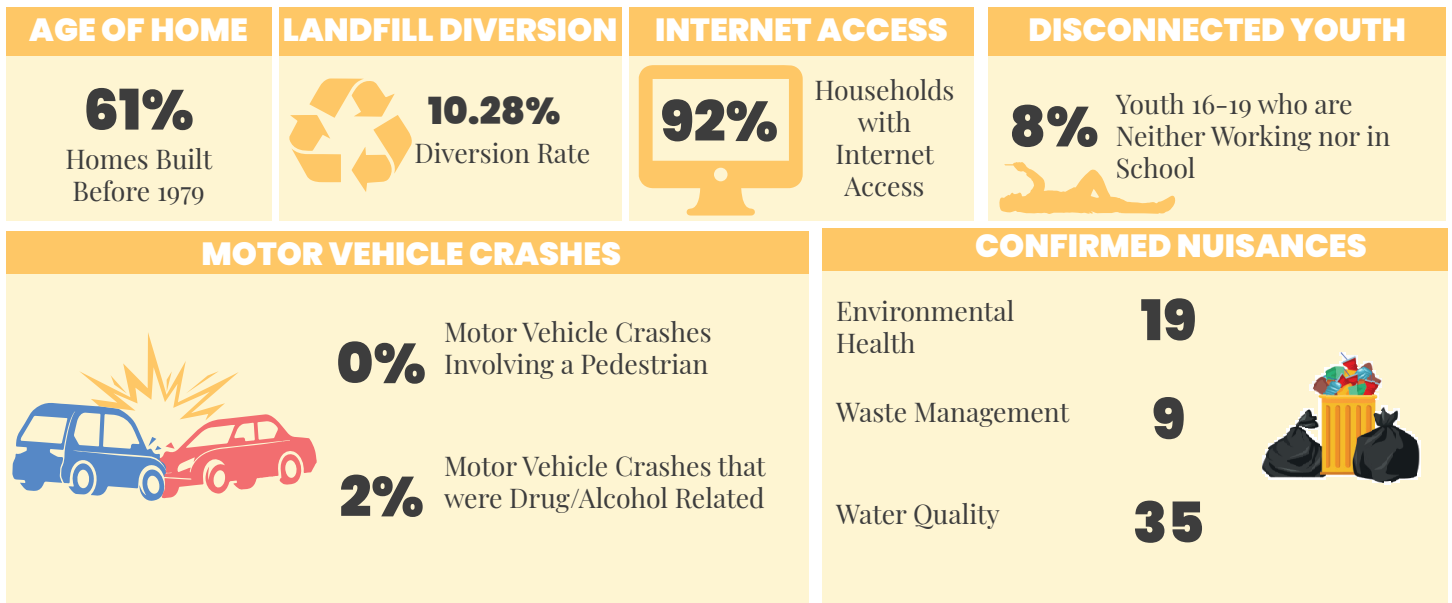 AGE OF HOME
61%
Homes Built
Before 1979
LANDFILL DIVERSION
10.28%
Diversion Rate
INTERNET ACCESS
92%
Households
with
Internet
Access
DISCONNECTED YOUTH
8%
Youth 16-19 who are
Neither Working nor in
School
MOTOR VEHICLE CRASHES
0%
Motor Vehicle Crashes
Involving a Pedestrian
2%
Motor Vehicle Crashes that
were Drug/Alcohol Related
CONFIRMED NUISANCES
Environmental
Health
19
Waste Management
9
Water Quality
35